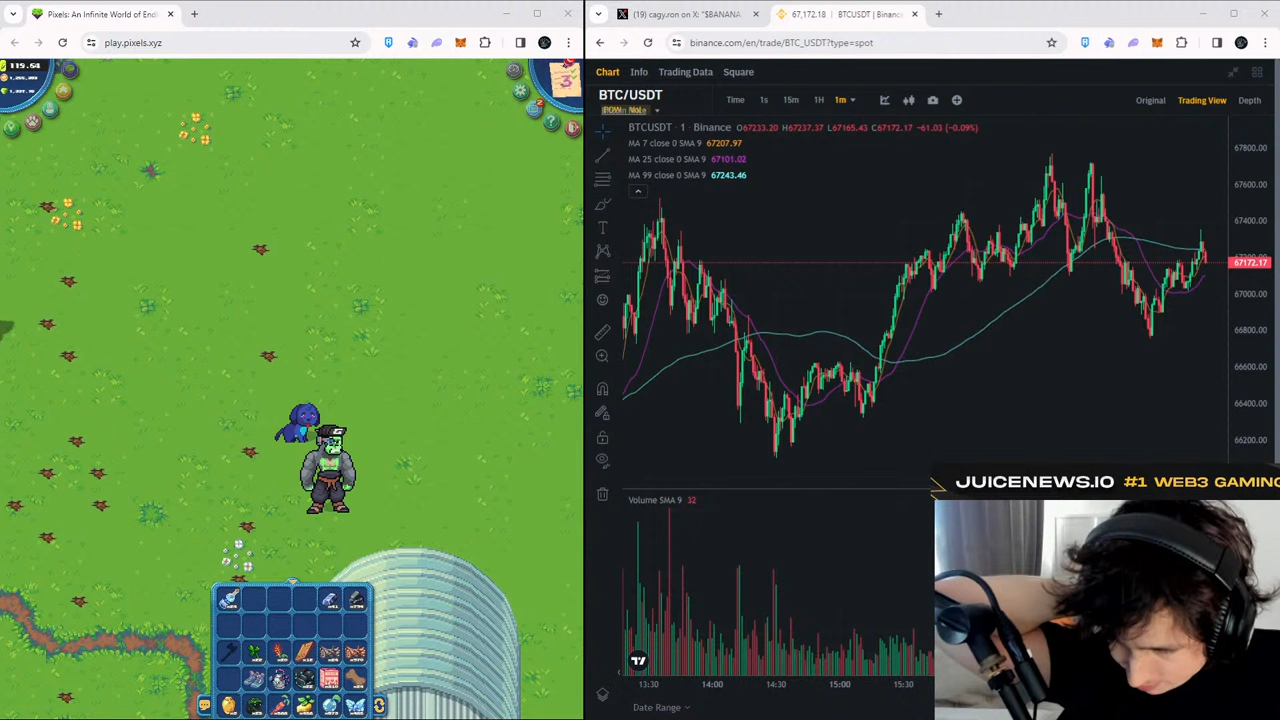 Pixels: An Infinite World of End
(14) cagy.ron on X: "$BANANA
67,172.18 | BTCUSDT | Binance
play.pixels.xyz
binance.com/en/trade/BTC_USDT?type=spot
119.64
Chart Info Trading Data Square
BTC/USDT
Time 1s 15m 1H 1m
Original Trading View Depth
BTCUSDT · 1 · Binance O67233.20 H67237.37 L67165.43 C67172.17 −61.03 (−0.09%)
MA 7 close 0 SMA 9 67207.97
MA 25 close 0 SMA 9 67101.02
MA 99 close 0 SMA 9 67243.46
67800.00
67600.00
67400.00
67172.17
67000.00
66800.00
66600.00
66400.00
66200.00
JUICENEWS.IO #1 WEB3 GAMING
Volume SMA 9 32
13:30 14:00 14:30 15:00 15:30
Date Range